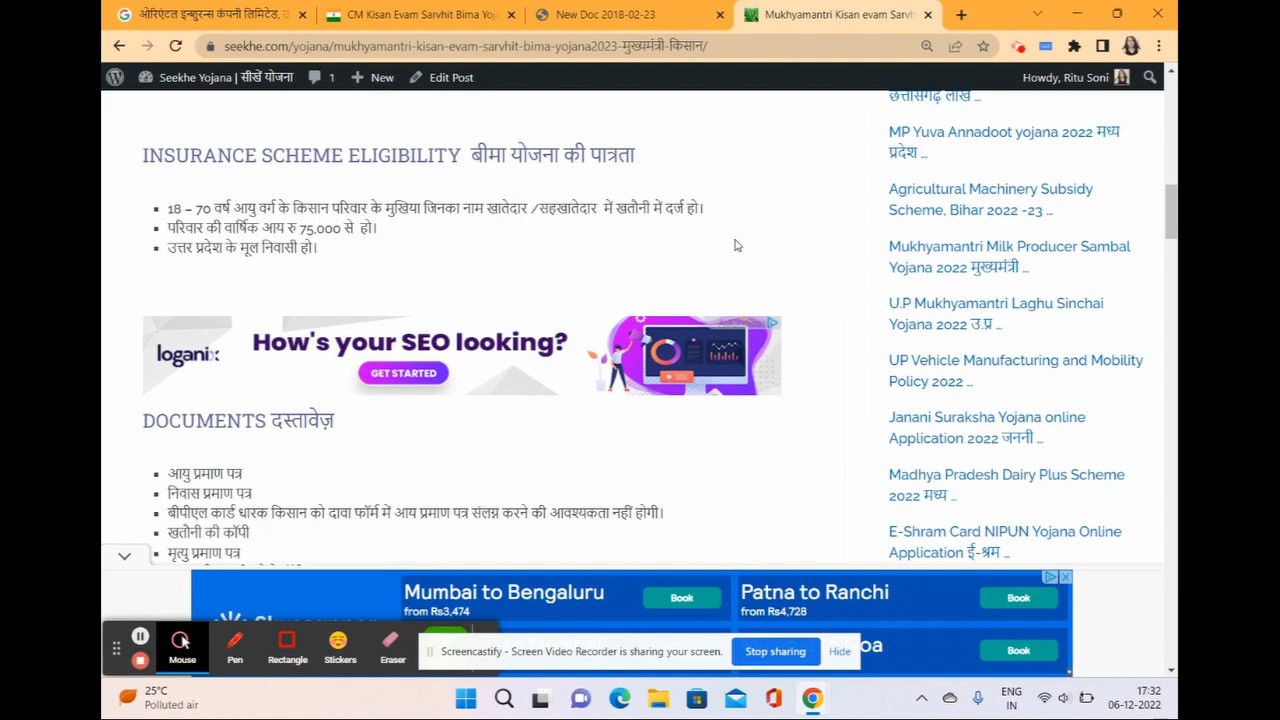 ओरिएंटल इन्शुरन्स कंपनी लिमिटेड, उ
CM Kisan Evam Sarvhit Bima Yoj
New Doc 2018-02-23
Mukhyamantri Kisan evam Sarvh
seekhe.com/yojana/mukhyamantri-kisan-evam-sarvhit-bima-yojana2023-मुख्यमंत्री-किसान/
Seekhe Yojana | सीखें योजना
1
New
Edit Post
Howdy, Ritu Soni
छत्तीसगढ़ लाख ...
INSURANCE SCHEME ELIGIBILITY बीमा योजना की पात्रता
18 – 70 वर्ष आयु वर्ग के किसान परिवार के मुखिया जिनका नाम खातेदार /सहखातेदार में खतौनी में दर्ज हो।
परिवार की वार्षिक आय रु 75,000 से हो।
उत्तर प्रदेश के मूल निवासी हो।
loganix
How's your SEO looking?
GET STARTED
DOCUMENTS दस्तावेज़
आयु प्रमाण पत्र
निवास प्रमाण पत्र
बीपीएल कार्ड धारक किसान को दावा फॉर्म में आय प्रमाण पत्र संलग्न करने की आवश्यकता नहीं होगी।
खतौनी की कॉपी
मृत्यु प्रमाण पत्र
MP Yuva Annadoot yojana 2022 मध्य
प्रदेश ...
Agricultural Machinery Subsidy
Scheme, Bihar 2022 -23 ...
Mukhyamantri Milk Producer Sambal
Yojana 2022 मुख्यमंत्री ...
U.P Mukhyamantri Laghu Sinchai
Yojana 2022 उ.प्र ...
UP Vehicle Manufacturing and Mobility
Policy 2022 ...
Janani Suraksha Yojana online
Application 2022 जननी ...
Madhya Pradesh Dairy Plus Scheme
2022 मध्य ...
E-Shram Card NIPUN Yojana Online
Application ई-श्रम ...
Mumbai to Bengaluru
from Rs3,474
Book
Patna to Ranchi
from Rs4,728
Book
Book
Mouse
Pen
Rectangle
Stickers
Eraser
Screencastify - Screen Video Recorder is sharing your screen.
Stop sharing
Hide
25°C
Polluted air
ENG
IN
17:32
06-12-2022